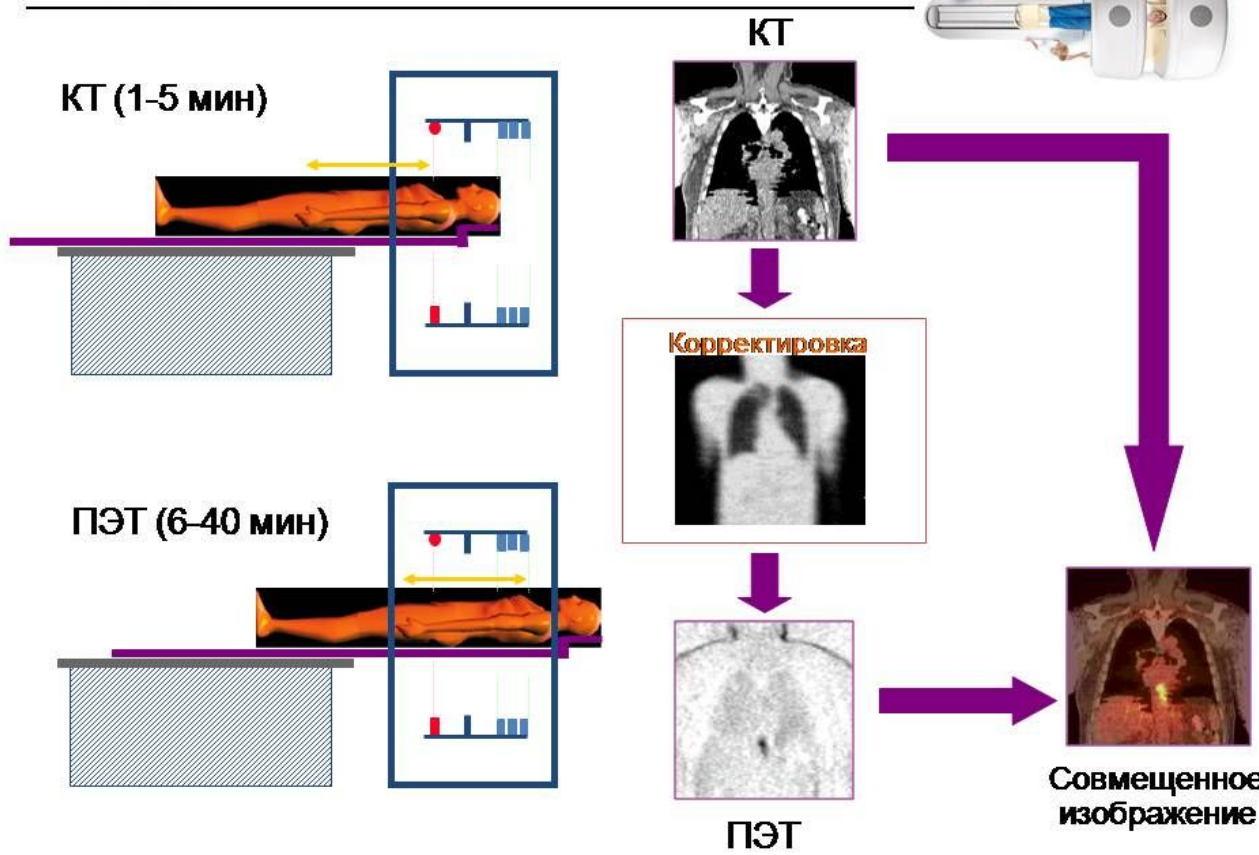 КТ
КТ (1-5 мин)
Корректировка
ПЭТ (6-40 мин)
ПЭТ
Совмещенное
изображение